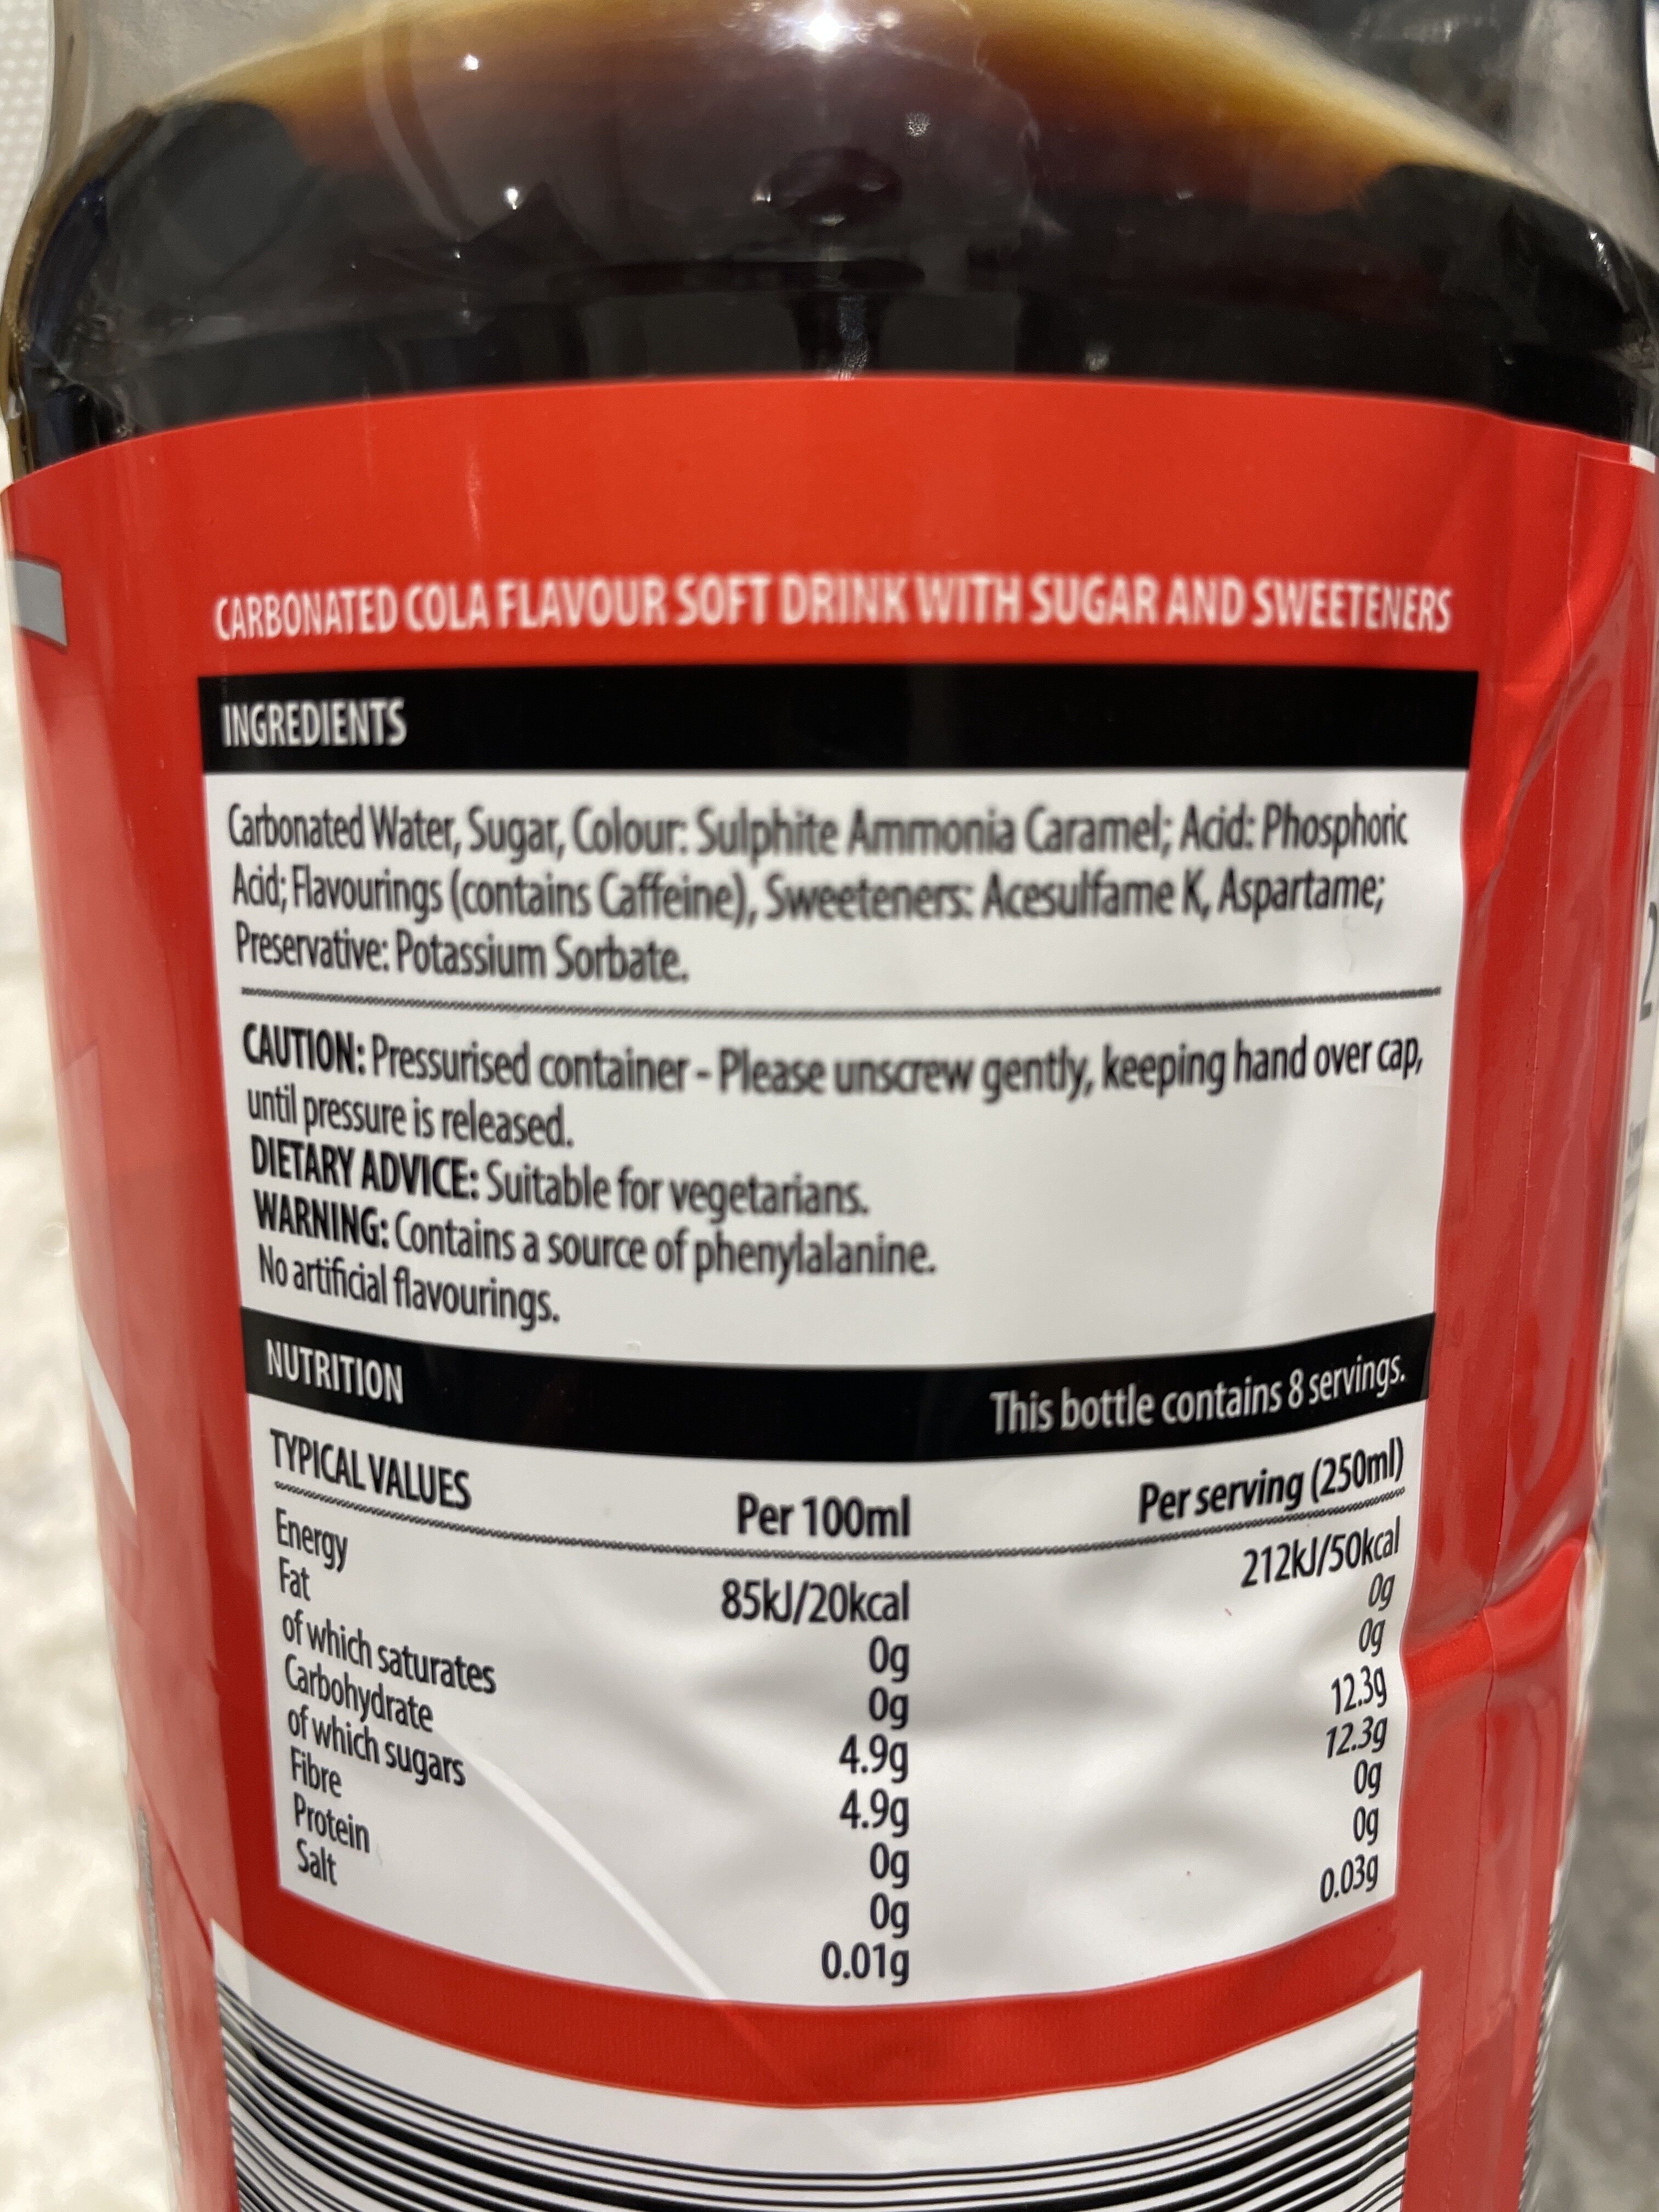 CARBONATED COLA FLAVOUR SOFT DRINK WITH SUGAR AND SWEETENERS
INGREDIENTS
Carbonated Water, Sugar, Colour: Sulphite Ammonia Caramel; Acid: Phosphoric
Acid; Flavourings (contains Caffeine), Sweeteners: Acesulfame K, Aspartame;
Preservative: Potassium Sorbate.
CAUTION: Pressurised container - Please unscrew gently, keeping hand over cap,
until pressure is released.
DIETARY ADVICE: Suitable for vegetarians.
WARNING: Contains a source of phenylalanine.
No artificial flavourings.
NUTRITION This bottle contains 8 servings.
TYPICAL VALUES Per 100ml Per serving (250ml)
Energy 85kJ/20kcal 212kJ/50kcal
Fat 0g 0g
of which saturates 0g 0g
Carbohydrate 4.9g 12.3g
of which sugars 4.9g 12.3g
Fibre 0g 0g
Protein 0g 0g
Salt 0.01g 0.03g